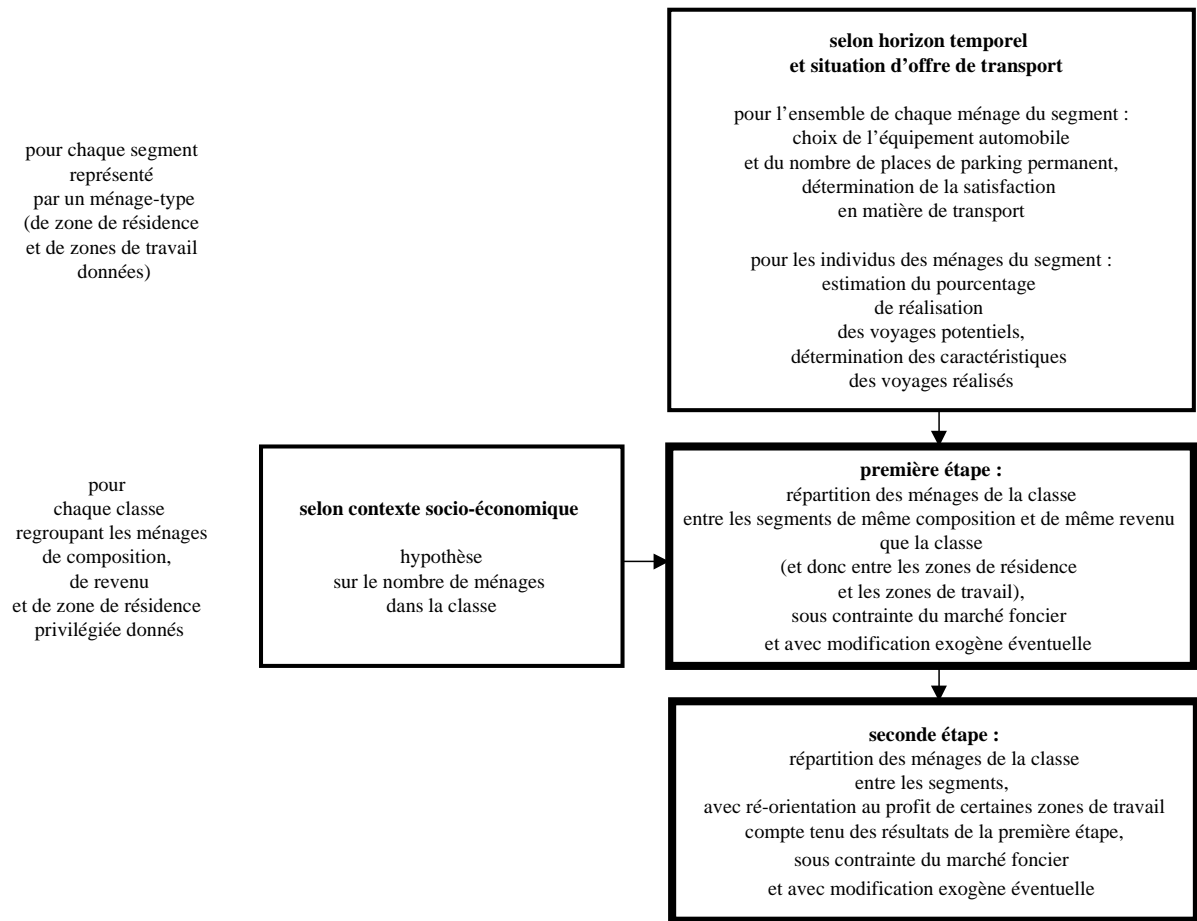 selon horizon temporel
et situation d'offre de transport
pour l'ensemble de chaque ménage du segment :
choix de l'équipement automobile
et du nombre de places de parking permanent,
détermination de la satisfaction
en matière de transport
pour les individus des ménages du segment :
estimation du pourcentage
de réalisation
des voyages potentiels,
détermination des caractéristiques
des voyages réalisés
pour chaque segment
représenté
par un ménage-type
(de zone de résidence
et de zones de travail
données)
pour
chaque classe
regroupant les ménages
de composition,
de revenu
et de zone de résidence
privilégiée donnés
selon contexte socio-économique
hypothèse
sur le nombre de ménages
dans la classe
première étape :
répartition des ménages de la classe
entre les segments de même composition et de même revenu
que la classe
(et donc entre les zones de résidence
et les zones de travail),
sous contrainte du marché foncier
et avec modification exogène éventuelle
seconde étape :
répartition des ménages de la classe
entre les segments,
avec ré-orientation au profit de certaines zones de travail
compte tenu des résultats de la première étape,
sous contrainte du marché foncier
et avec modification exogène éventuelle